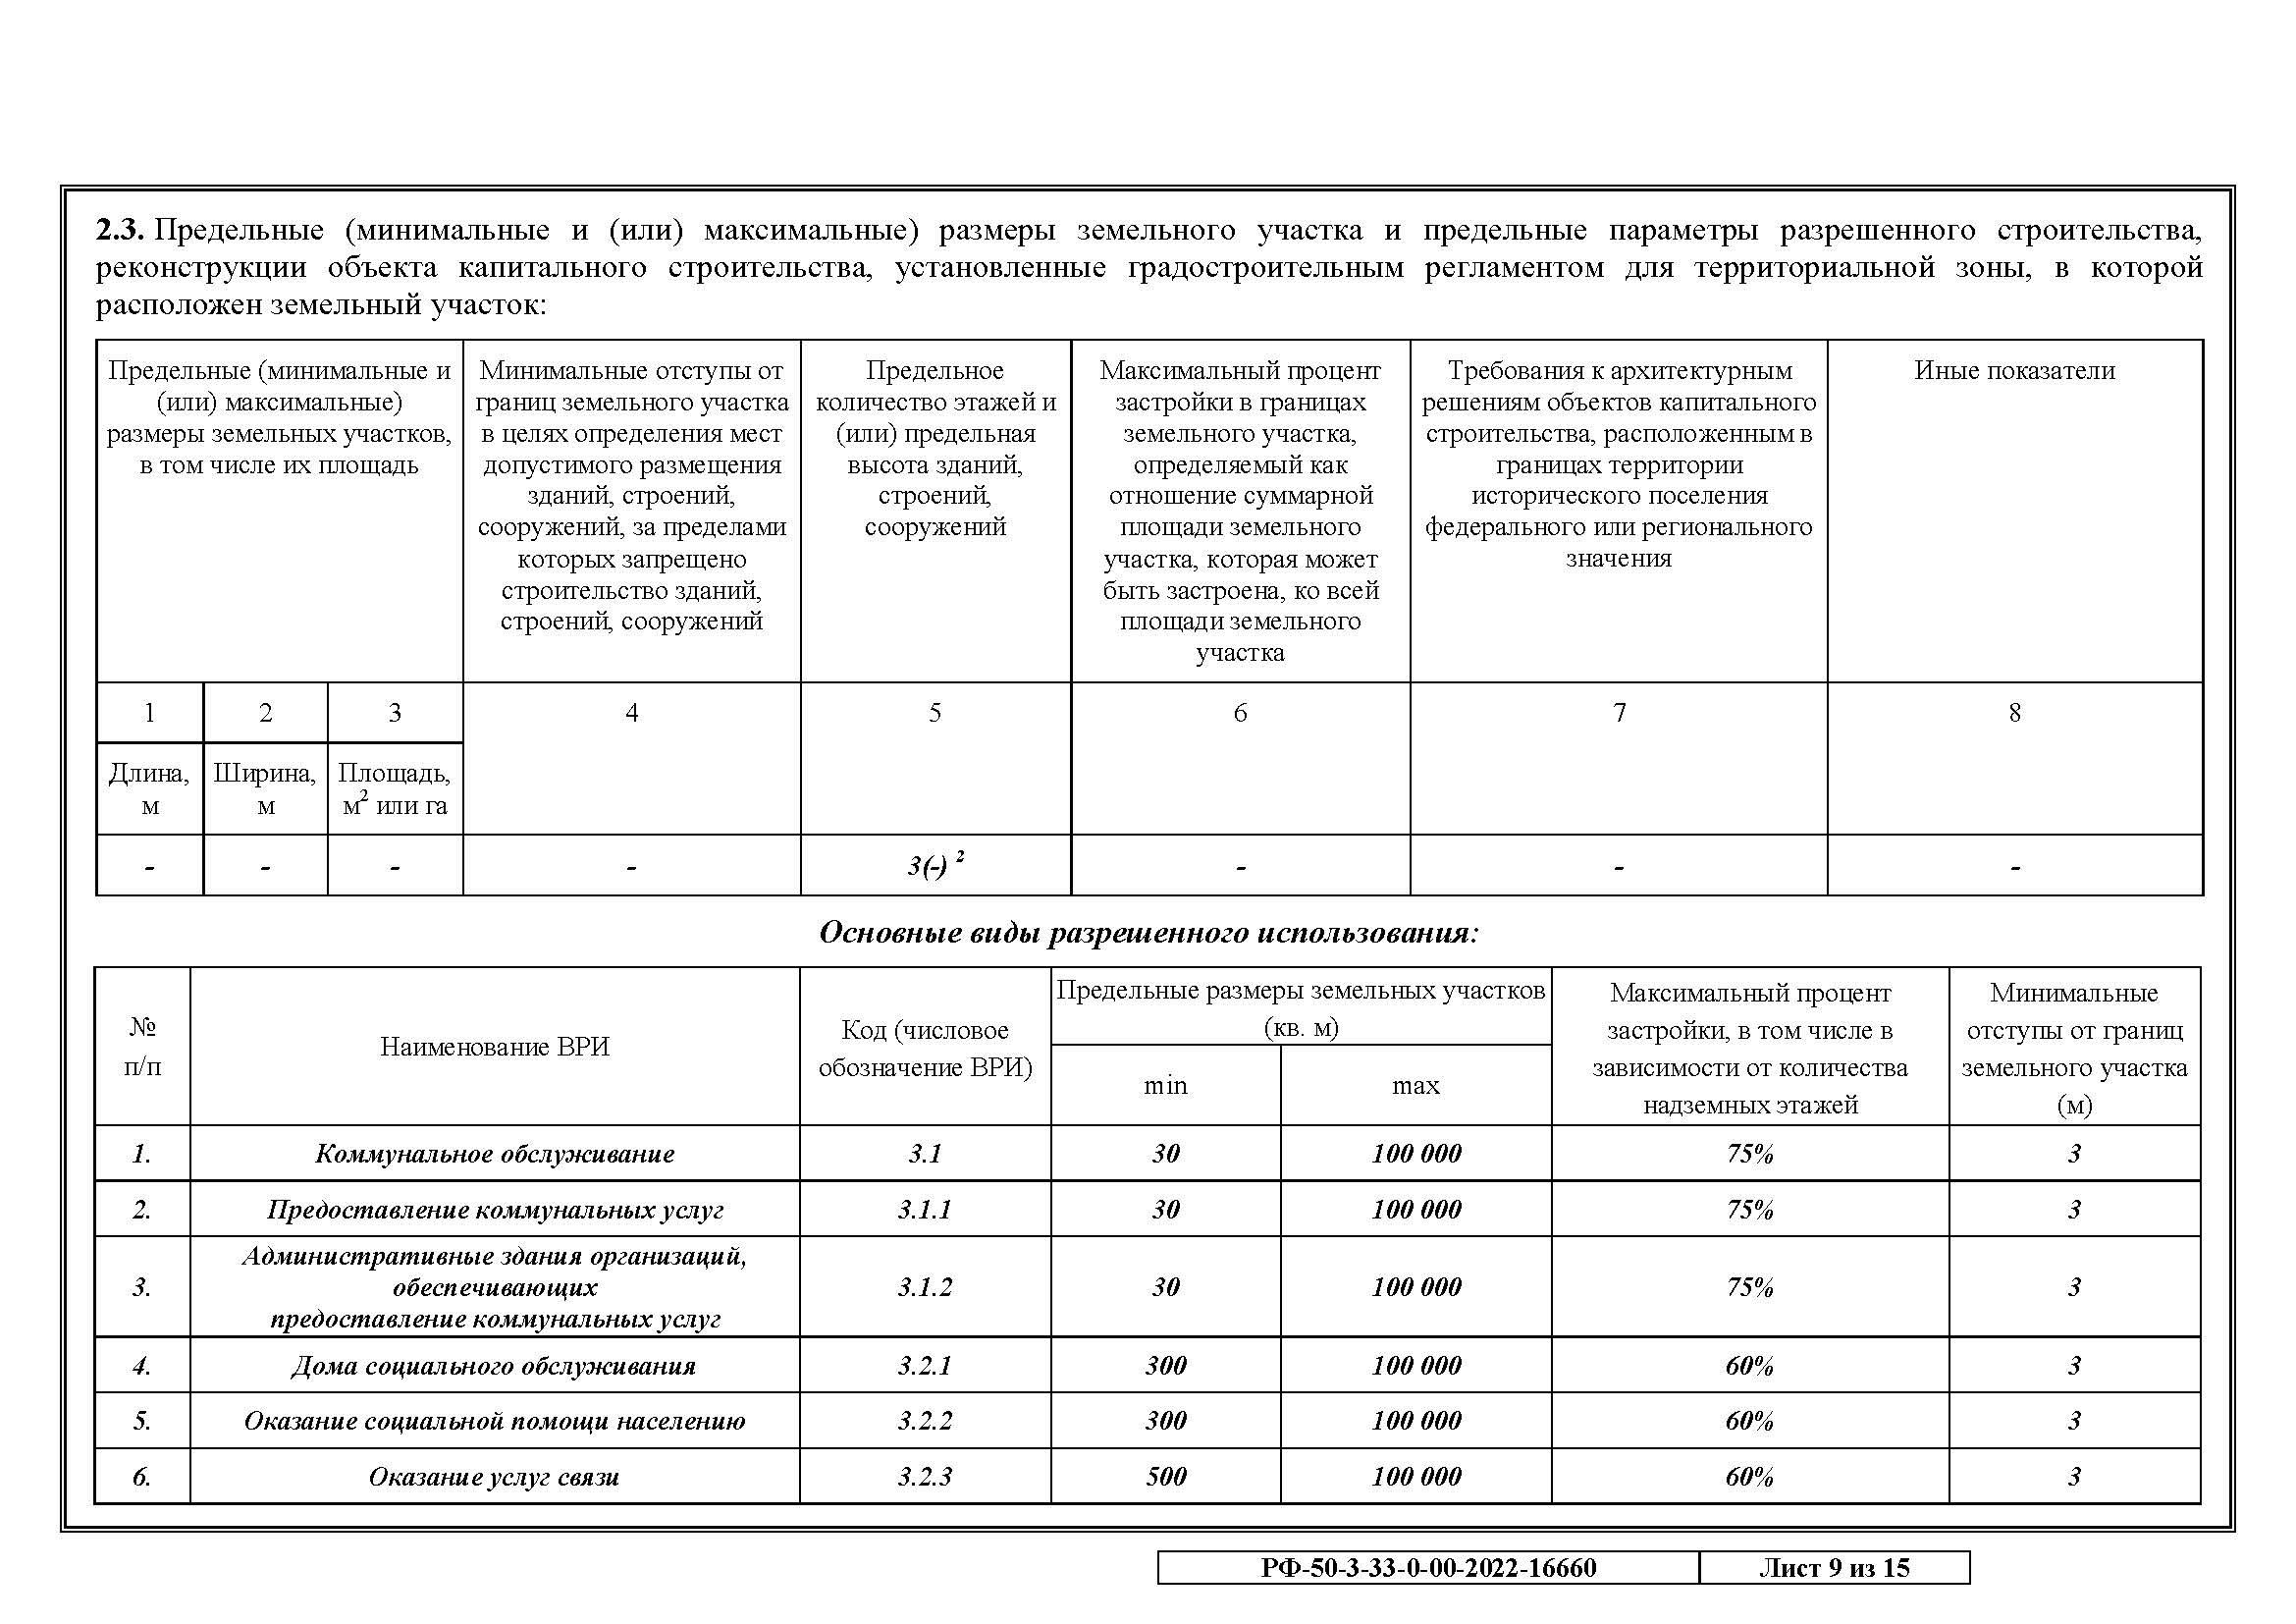 2.3. Предельные (минимальные и (или) максимальные) размеры земельного участка и предельные параметры разрешенного строительства,
реконструкции объекта капитального строительства, установленные градостроительным регламентом для территориальной зоны, в которой
расположен земельный участок:
Предельные (минимальные и
(или) максимальные)
размеры земельных участков,
в том числе их площадь
Минимальные отступы от
границ земельного участка
в целях определения мест
допустимого размещения
зданий, строений,
сооружений, за пределами
которых запрещено
строительство зданий,
строений, сооружений
Предельное
количество этажей и
(или) предельная
высота зданий,
строений,
сооружений
Максимальный процент
застройки в границах
земельного участка,
определяемый как
отношение суммарной
площади земельного
участка, которая может
быть застроена, ко всей
площади земельного
участка
Требования к архитектурным
решениям объектов капитального
строительства, расположенным в
границах территории
исторического поселения
федерального или регионального
значения
Иные показатели
1 2 3 4 5 6 7 8
Длина,
м
Ширина,
м
Площадь,
м² или га
- - - - 3(-) ² - - -
Основные виды разрешенного использования:
№
п/п
Наименование ВРИ
Код (числовое
обозначение ВРИ)
Предельные размеры земельных участков
(кв. м)
min max
Максимальный процент
застройки, в том числе в
зависимости от количества
надземных этажей
Минимальные
отступы от границ
земельного участка
(м)
1. Коммунальное обслуживание 3.1 30 100 000 75% 3
2. Предоставление коммунальных услуг 3.1.1 30 100 000 75% 3
3. Административные здания организаций,
обеспечивающих
предоставление коммунальных услуг 3.1.2 30 100 000 75% 3
4. Дома социального обслуживания 3.2.1 300 100 000 60% 3
5. Оказание социальной помощи населению 3.2.2 300 100 000 60% 3
6. Оказание услуг связи 3.2.3 500 100 000 60% 3
РФ-50-3-33-0-00-2022-16660 Лист 9 из 15